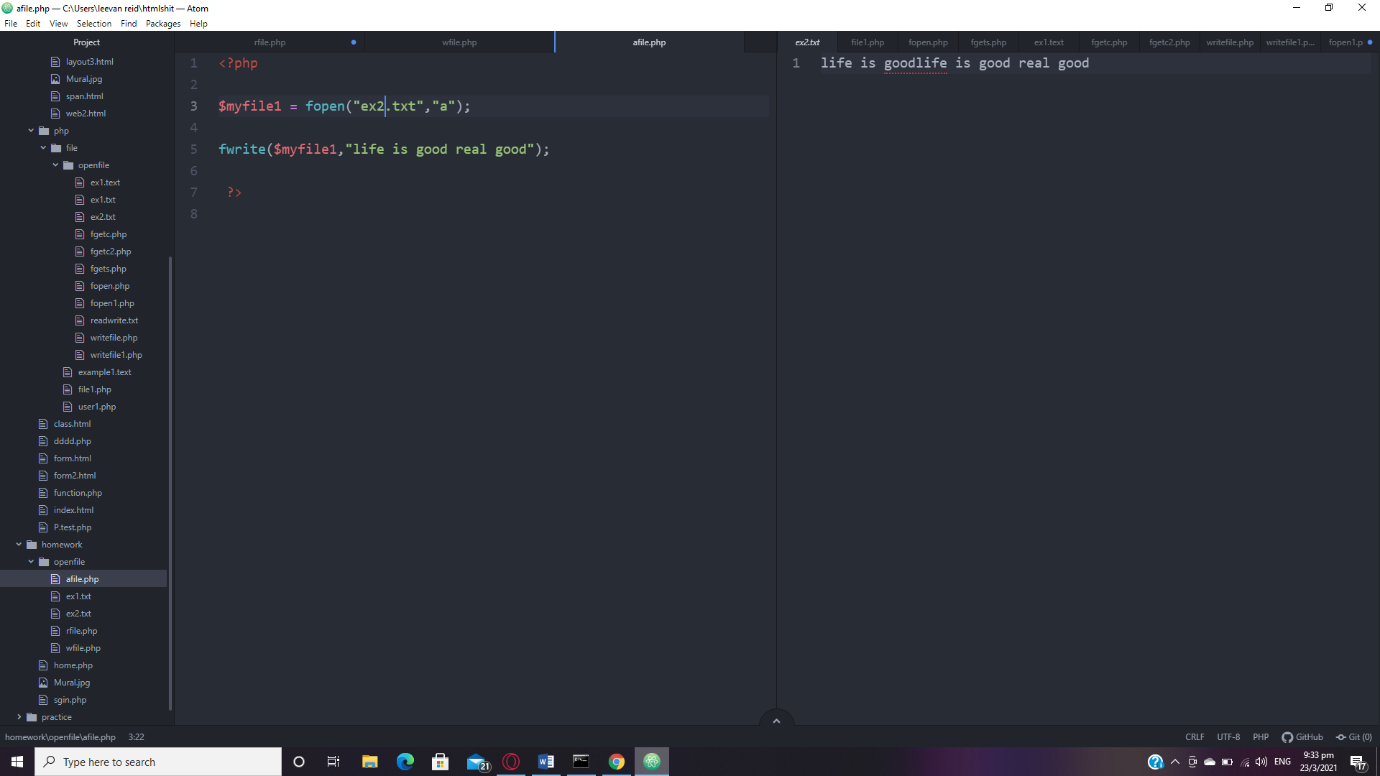 afile.php — C:\Users\leevan reid\htmlshit — Atom
File Edit View Selection Find Packages Help
Project
layout3.html
Mural.jpg
span.html
web2.html
php
file
openfile
ex1.text
ex1.txt
ex2.txt
fgetc.php
fgetc2.php
fgets.php
fopen.php
fopen1.php
readwrite.txt
writefile.php
writefile1.php
example1.text
file1.php
user1.php
class.html
dddd.php
form.html
form2.html
function.php
index.html
P.test.php
homework
openfile
afile.php
ex1.txt
ex2.txt
rfile.php
wfile.php
home.php
Mural.jpg
sgin.php
practice
rfile.php wfile.php afile.php
1 <?php
2
3 $myfile1 = fopen("ex2.txt","a");
4
5 fwrite($myfile1,"life is good real good");
6
7 ?>
8
ex2.txt file1.php fopen.php fgets.php ex1.text fgetc.php fgetc2.php writefile.php writefile1.p... fopen1.p
1 life is goodlife is good real good
homework\openfile\afile.php 3:22
CRLF UTF-8 PHP GitHub Git (0)
Type here to search
21
W
ENG
9:33 pm
23/3/2021
17